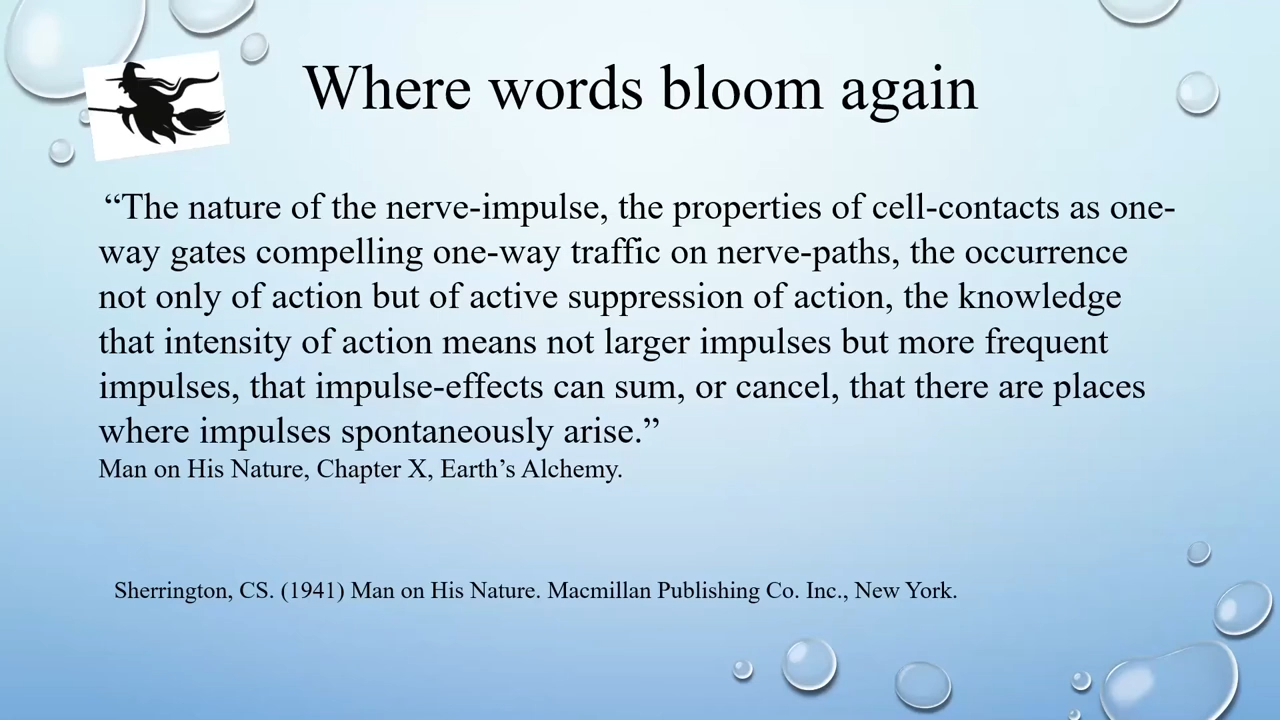 Where words bloom again
“The nature of the nerve-impulse, the properties of cell-contacts as one-
way gates compelling one-way traffic on nerve-paths, the occurrence
not only of action but of active suppression of action, the knowledge
that intensity of action means not larger impulses but more frequent
impulses, that impulse-effects can sum, or cancel, that there are places
where impulses spontaneously arise.”
Man on His Nature, Chapter X, Earth’s Alchemy.
Sherrington, CS. (1941) Man on His Nature. Macmillan Publishing Co. Inc., New York.